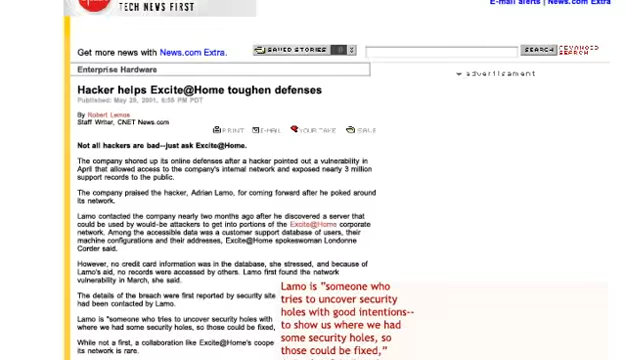 TECH NEWS FIRST
E-mail alerts | News.com Extra
Get more news with News.com Extra.
SAVED STORIES
SEARCH
ADVANCED SEARCH
Enterprise Hardware
advertisement
Hacker helps Excite@Home toughen defenses
Published: May 29, 2001, 6:55 PM PDT
By Robert Lemos
Staff Writer, CNET News.com
PRINT E-MAIL YOUR TAKE SAVE
Not all hackers are bad--just ask Excite@Home.
The company shored up its online defenses after a hacker pointed out a vulnerability in
April that allowed access to the company's internal network and exposed nearly 3 million
support records to the public.
The company praised the hacker, Adrian Lamo, for coming forward after he poked around
its network.
Lamo contacted the company nearly two months ago after he discovered a server that
could be used by would-be attackers to get into portions of the Excite@Home corporate
network. Among the accessible data was a customer support database of users, their
machine configurations and their addresses, Excite@Home spokeswoman Londonne
Corder said.
However, no credit card information was in the database, she stressed, and because of
Lamo's aid, no records were accessed by others. Lamo first found the network
vulnerability in March, she said.
The details of the breach were first reported by security site
had been contacted by Lamo.
Lamo is "someone who tries to uncover security holes with
where we had some security holes, so those could be fixed,
While not a first, a collaboration like Excite@Home's coope
its network is rare.
Lamo is "someone who
tries to uncover security
holes with good intentions--
to show us where we had
some security holes, so
those could be fixed,"